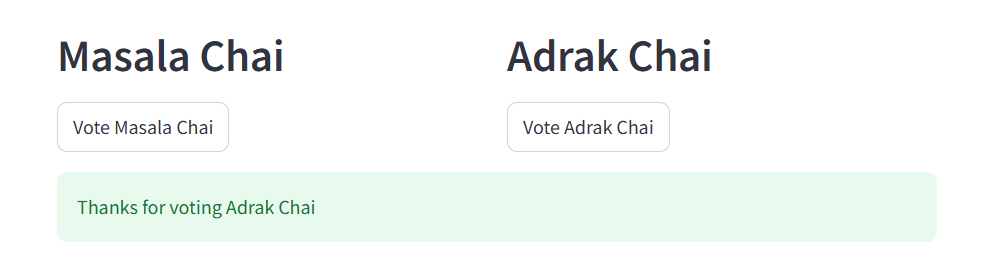 Masala Chai
Adrak Chai
Vote Masala Chai
Vote Adrak Chai
Thanks for voting Adrak Chai